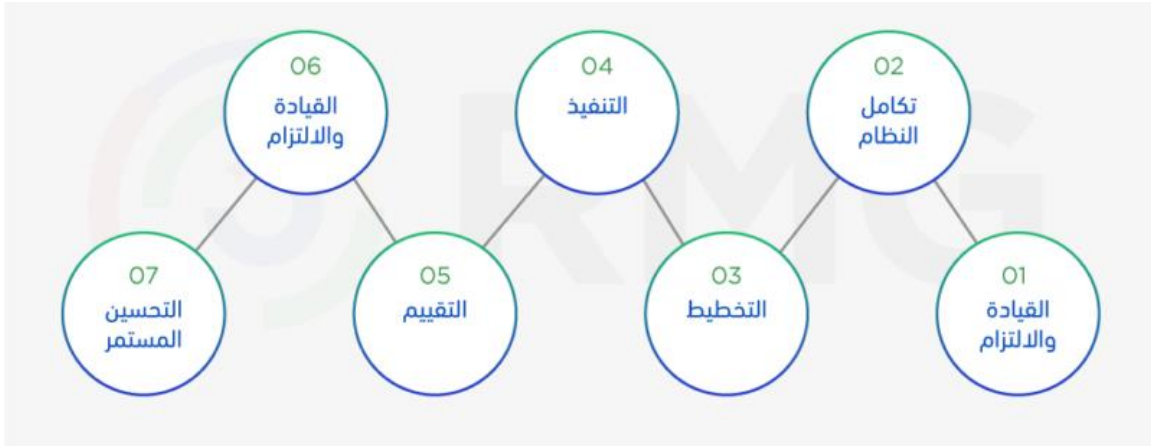 01
القيادة
والالتزام
02
تكامل
النظام
03
التخطيط
04
التنفيذ
05
التقييم
06
القيادة
والالتزام
07
التحسين
المستمر
RMG